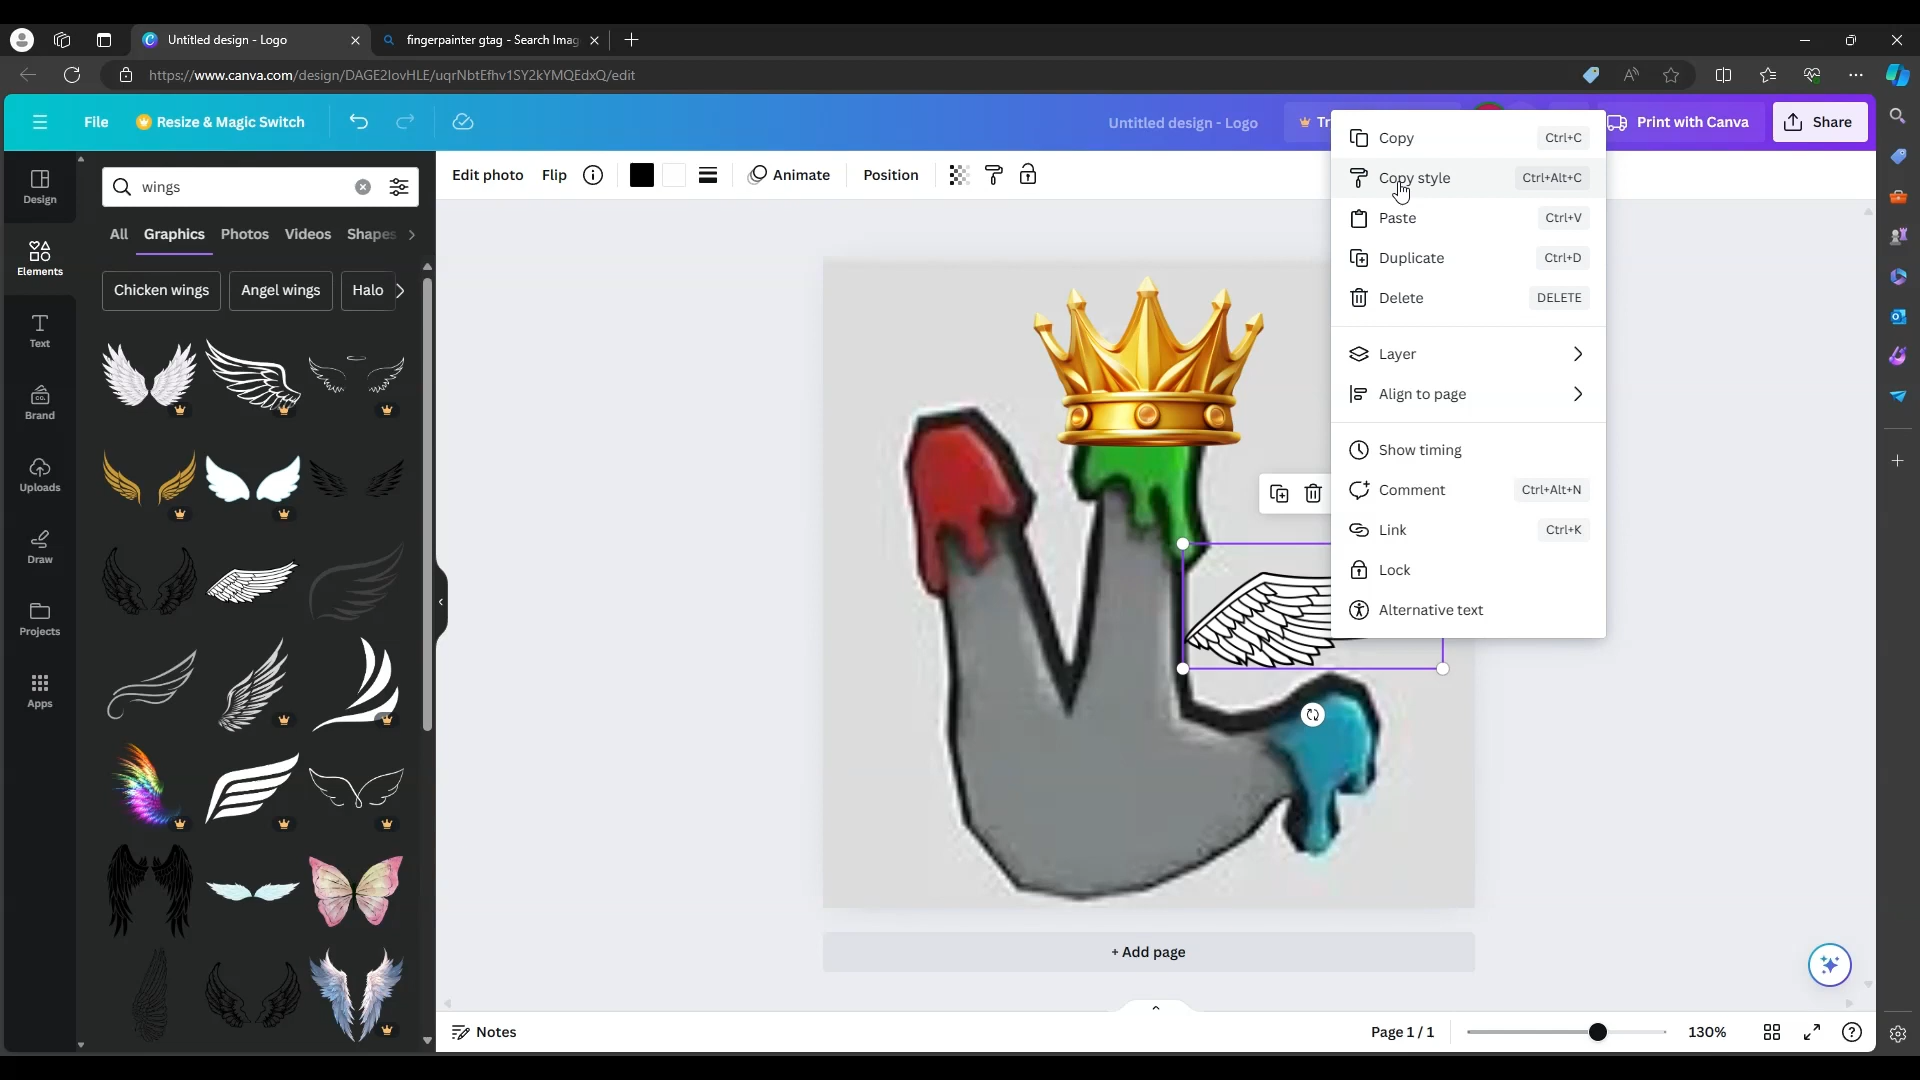 Untitled design - Logo
fingerpainter gtag - Search Imag
https://www.canva.com/design/DAGE2lovHLE/uqrNbtEfhv1SY2kYMQEdxQ/edit
File
Resize & Magic Switch
Untitled design - Logo
Print with Canva
Share
Design
Elements
Text
Brand
Uploads
Draw
Projects
Apps
wings
All
Graphics
Photos
Videos
Shapes
Chicken wings
Angel wings
Halo
Edit photo
Flip
Animate
Position
Copy
Ctrl+C
Copy style
Ctrl+Alt+C
Paste
Ctrl+V
Duplicate
Ctrl+D
Delete
DELETE
Layer
Align to page
Show timing
Comment
Ctrl+Alt+N
Link
Ctrl+K
Lock
Alternative text
+ Add page
Notes
Page 1 / 1
130%